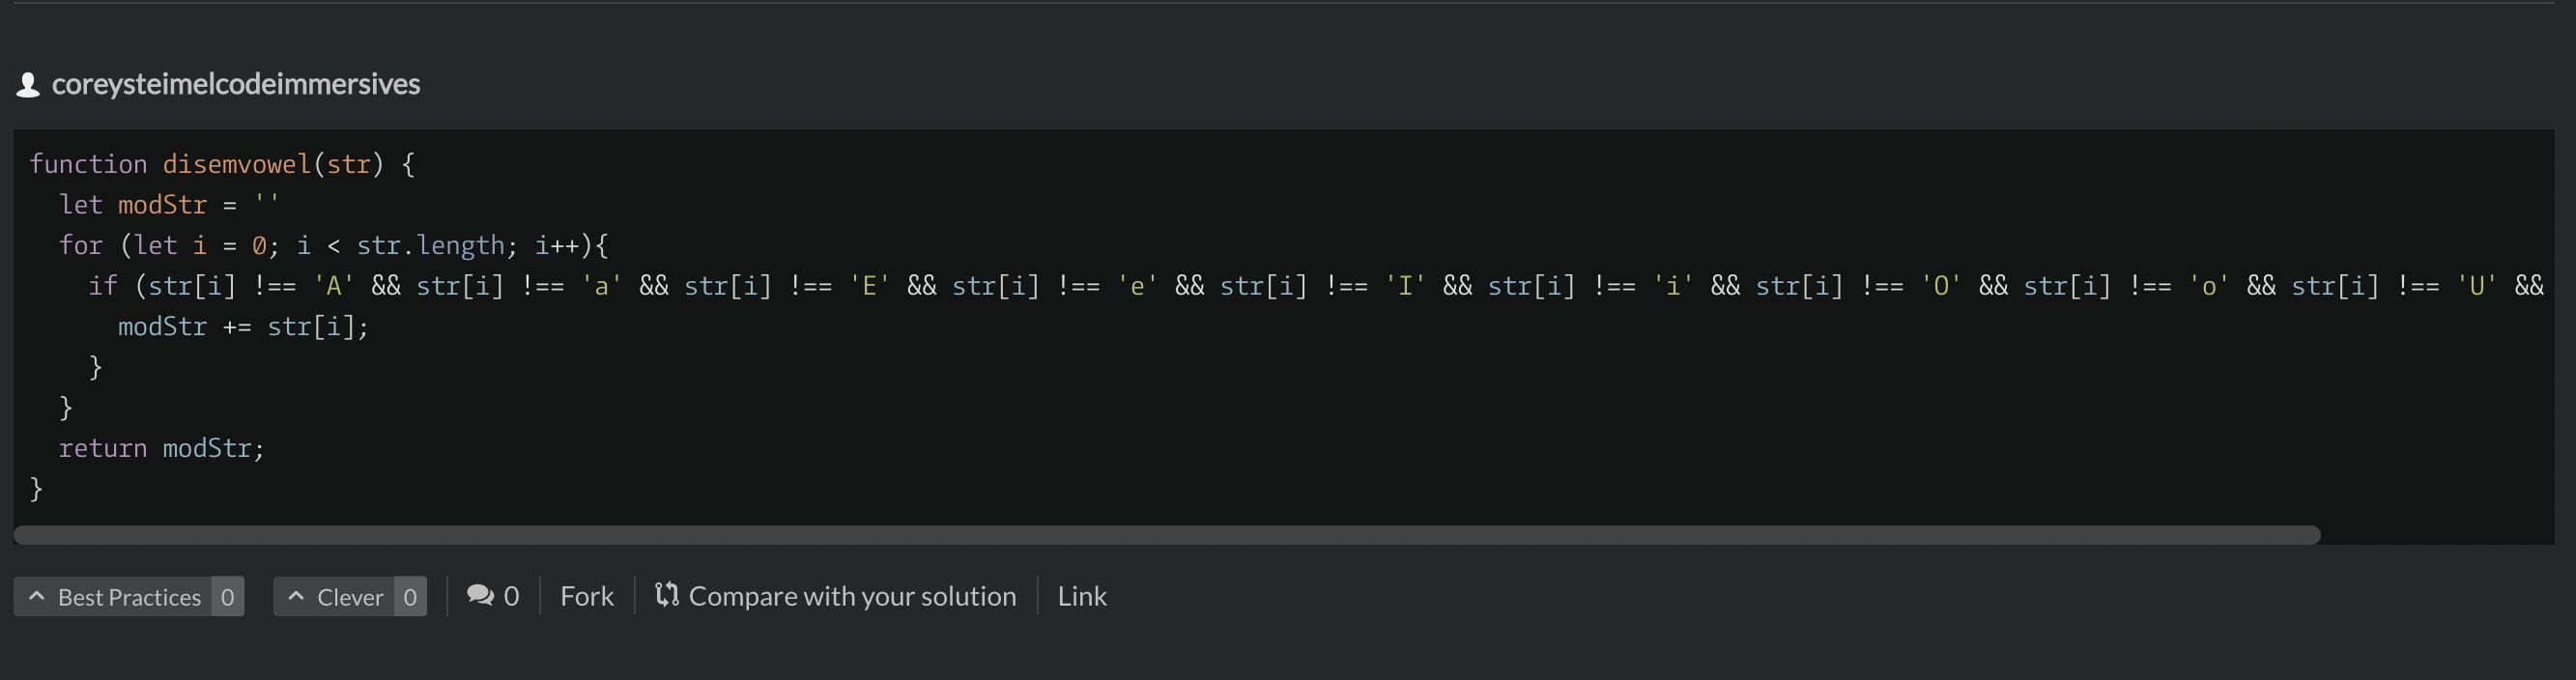 coreysteimelcodeimmersives
function disemvowel(str) {
  let modStr = ''
  for (let i = 0; i < str.length; i++){
    if (str[i] !== 'A' && str[i] !== 'a' && str[i] !== 'E' && str[i] !== 'e' && str[i] !== 'I' && str[i] !== 'i' && str[i] !== 'O' && str[i] !== 'o' && str[i] !== 'U' &&
      modStr += str[i];
    }
  }
  return modStr;
}
Best Practices 0 Clever 0 0 Fork Compare with your solution Link